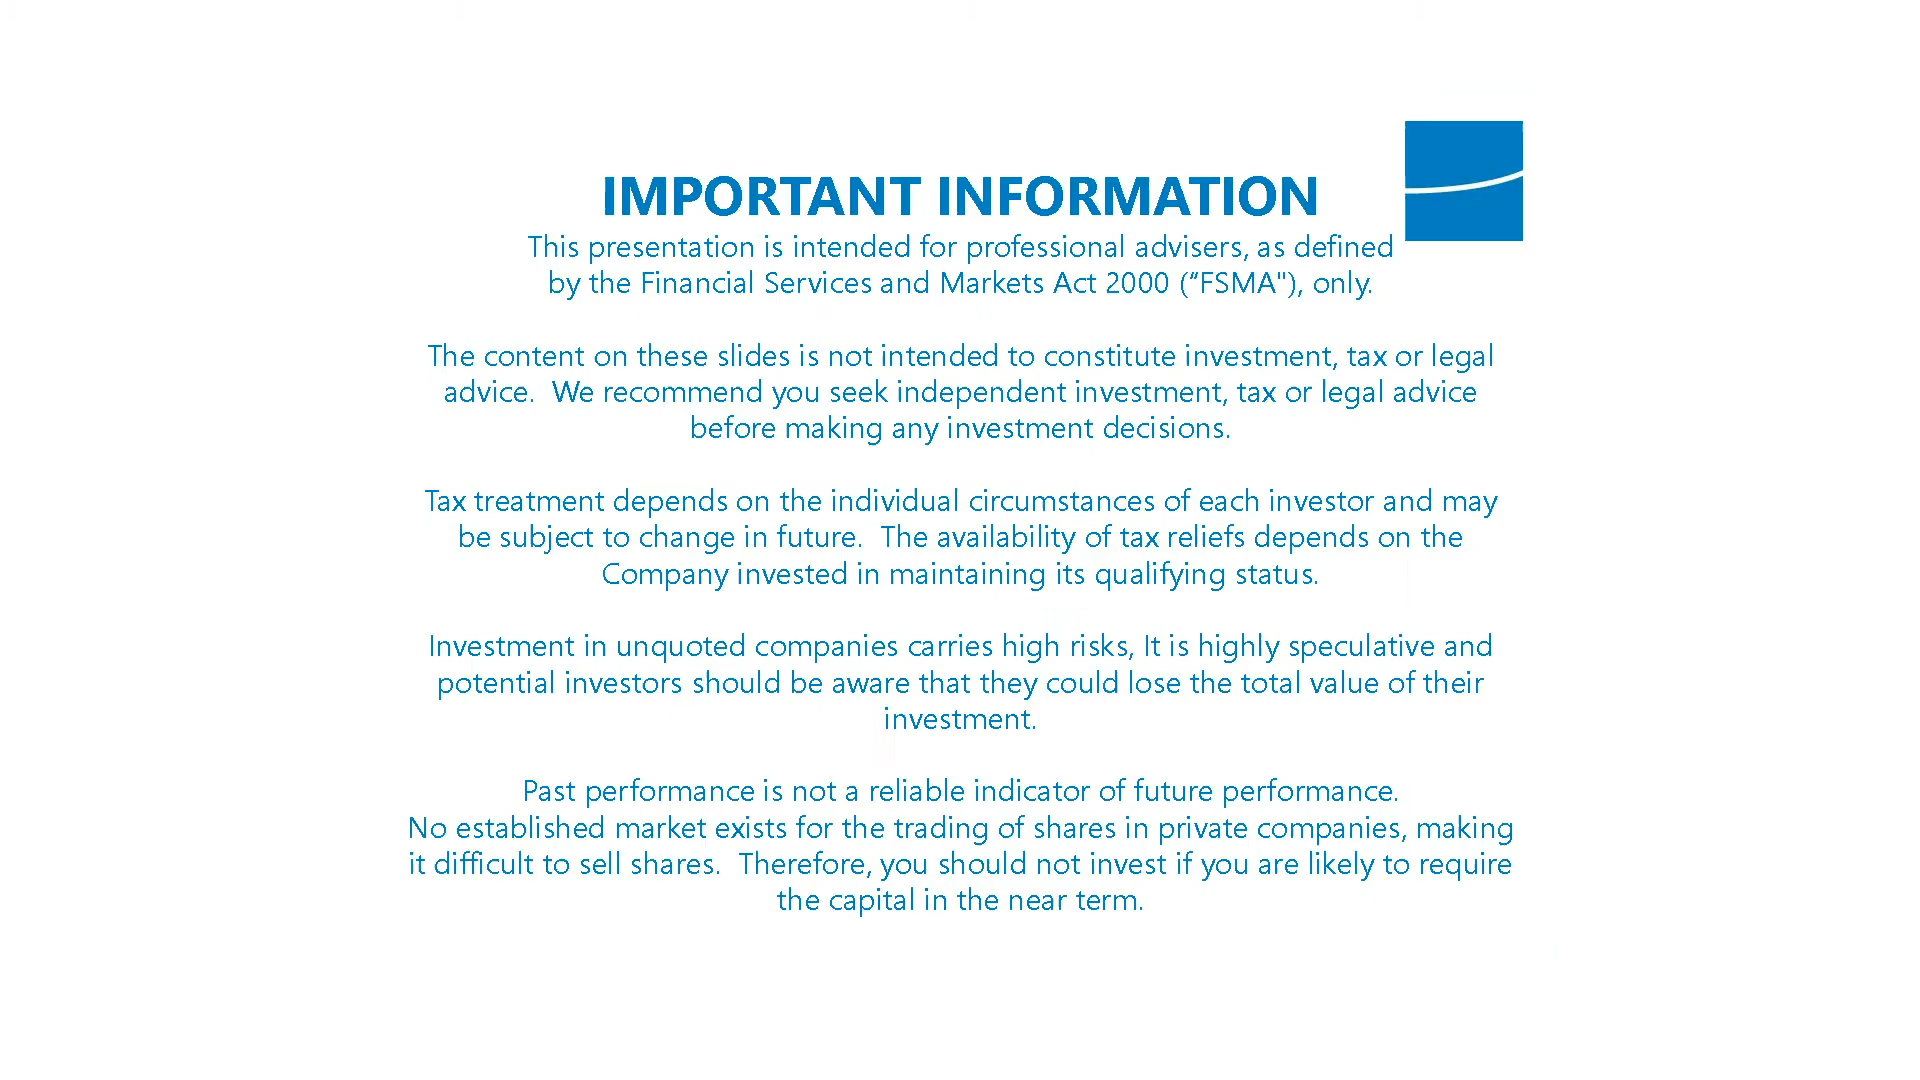 IMPORTANT INFORMATION
This presentation is intended for professional advisers, as defined
by the Financial Services and Markets Act 2000 (“FSMA"), only.
The content on these slides is not intended to constitute investment, tax or legal
advice.  We recommend you seek independent investment, tax or legal advice
before making any investment decisions.
Tax treatment depends on the individual circumstances of each investor and may
be subject to change in future.  The availability of tax reliefs depends on the
Company invested in maintaining its qualifying status.
Investment in unquoted companies carries high risks, It is highly speculative and
potential investors should be aware that they could lose the total value of their
investment.
Past performance is not a reliable indicator of future performance.
No established market exists for the trading of shares in private companies, making
it difficult to sell shares.  Therefore, you should not invest if you are likely to require
the capital in the near term.